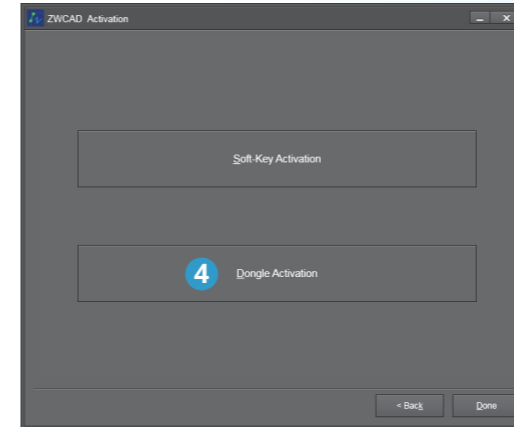 ZWCAD Activation
Soft-Key Activation
4 Dongle Activation
< Back Done